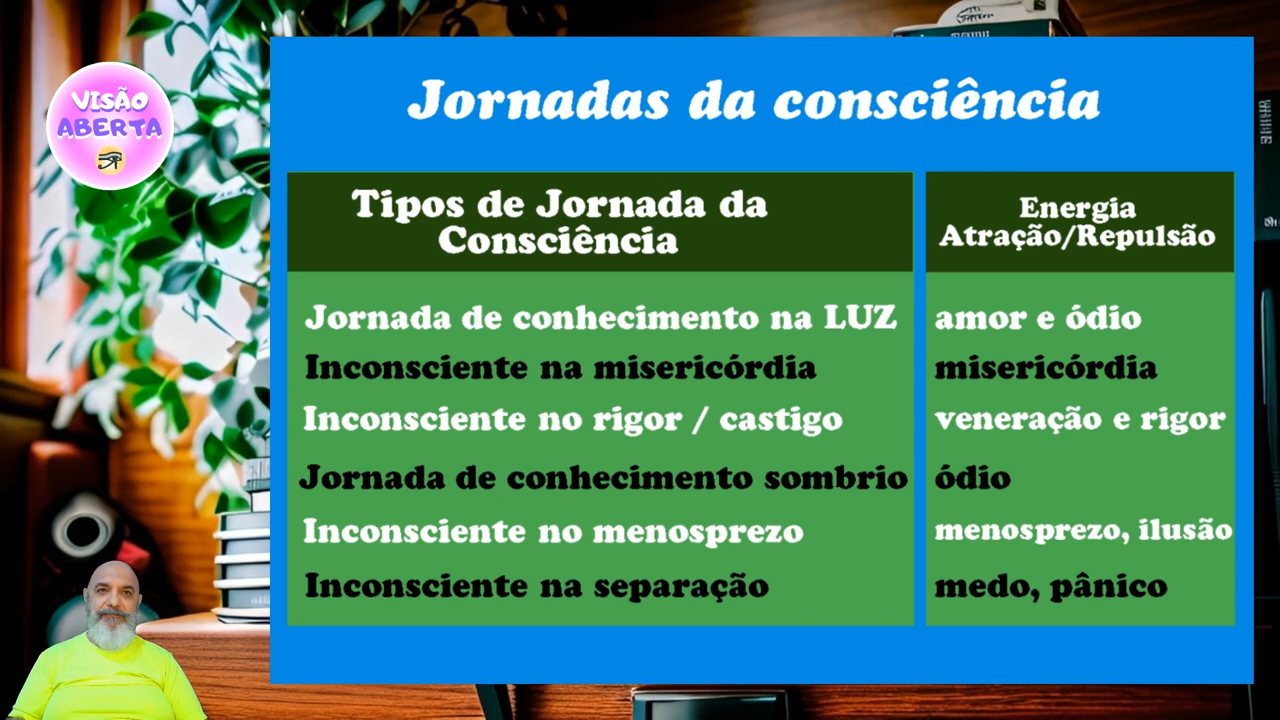 VISÃO
ABERTA
Jornadas da consciência
Tipos de Jornada da
Consciência
Energia
Atração/Repulsão
Jornada de conhecimento na LUZ
amor e ódio
Inconsciente na misericórdia
misericórdia
Inconsciente no rigor / castigo
veneração e rigor
Jornada de conhecimento sombrio
ódio
Inconsciente no menosprezo
menosprezo, ilusão
Inconsciente na separação
medo, pânico